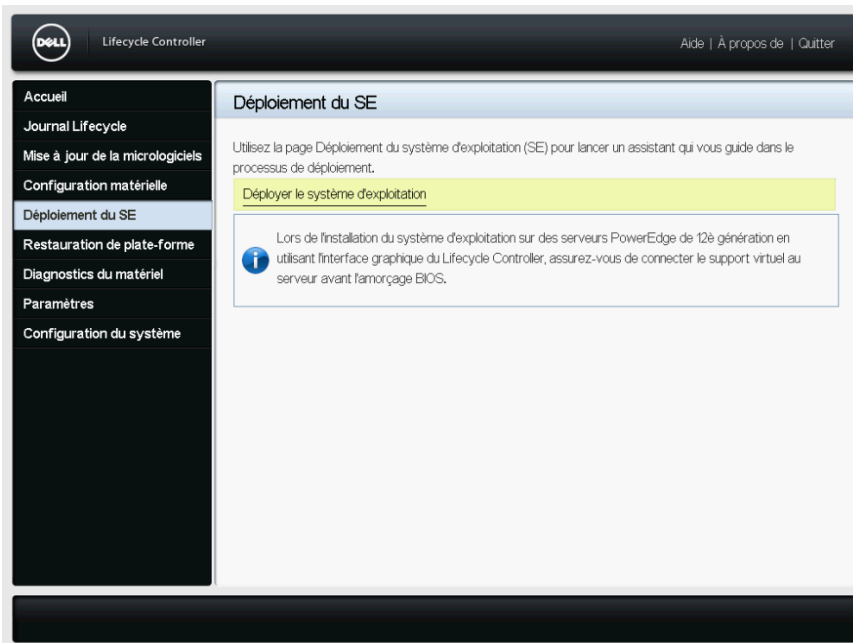 DELL
Lifecycle Controller
Aide | À propos de | Quitter
Accueil
Journal Lifecycle
Mise à jour de la micrologiciels
Configuration matérielle
Déploiement du SE
Restauration de plate-forme
Diagnostics du matériel
Paramètres
Configuration du système
Déploiement du SE
Utilisez la page Déploiement du système d'exploitation (SE) pour lancer un assistant qui vous guide dans le
processus de déploiement.
Déployer le système d'exploitation
Lors de l'installation du système d'exploitation sur des serveurs PowerEdge de 12è génération en
utilisant l'interface graphique du Lifecycle Controller, assurez-vous de connecter le support virtuel au
serveur avant l'amorçage BIOS.